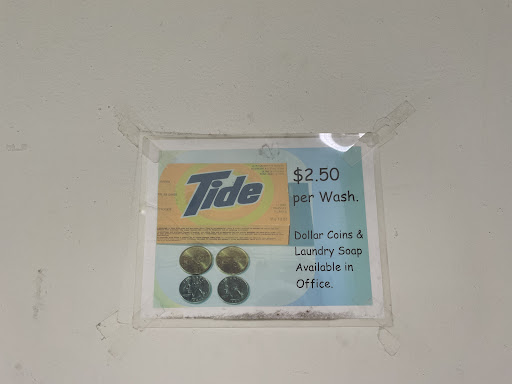 Tide
$2.50
per Wash.
Dollar Coins &
Laundry Soap
Available in
Office.